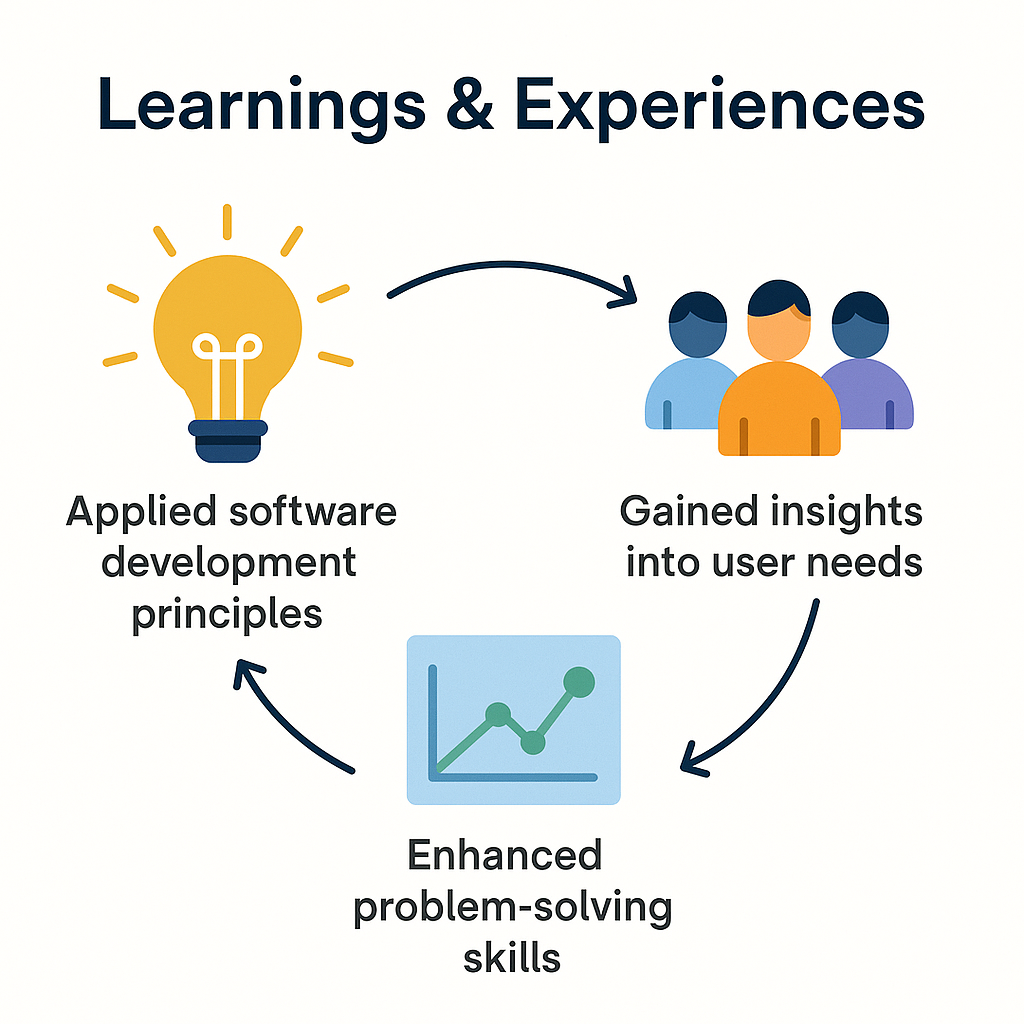 Learnings & Experiences
Applied software
development
principles
Gained insights
into user needs
Enhanced
problem-solving
skills